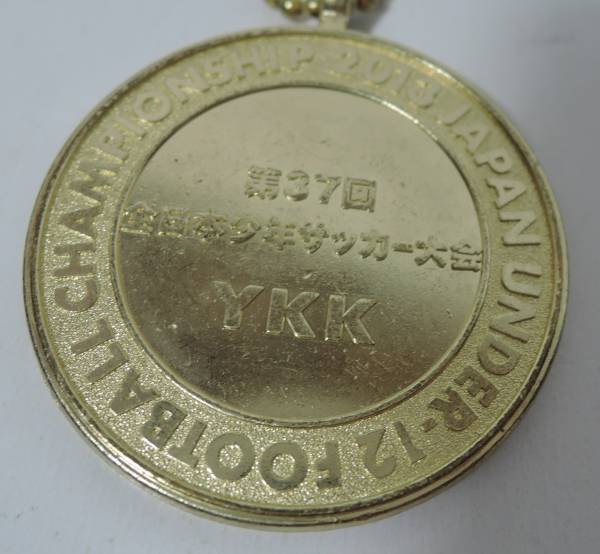 2013 JAPAN UNDER-12 FOOTBALL CHAMPIONSHIP
第37回
全日本少年サッカー大会
YKK